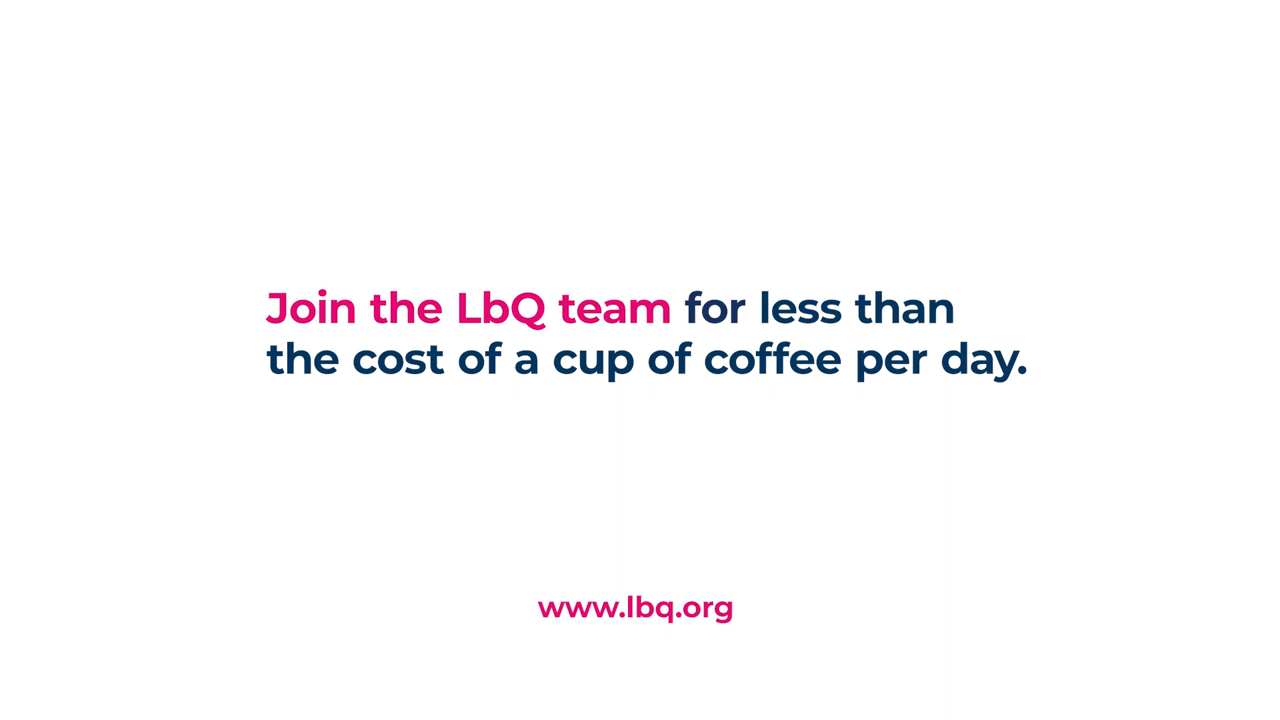 Join the LbQ team for less than
the cost of a cup of coffee per day.
www.lbq.org